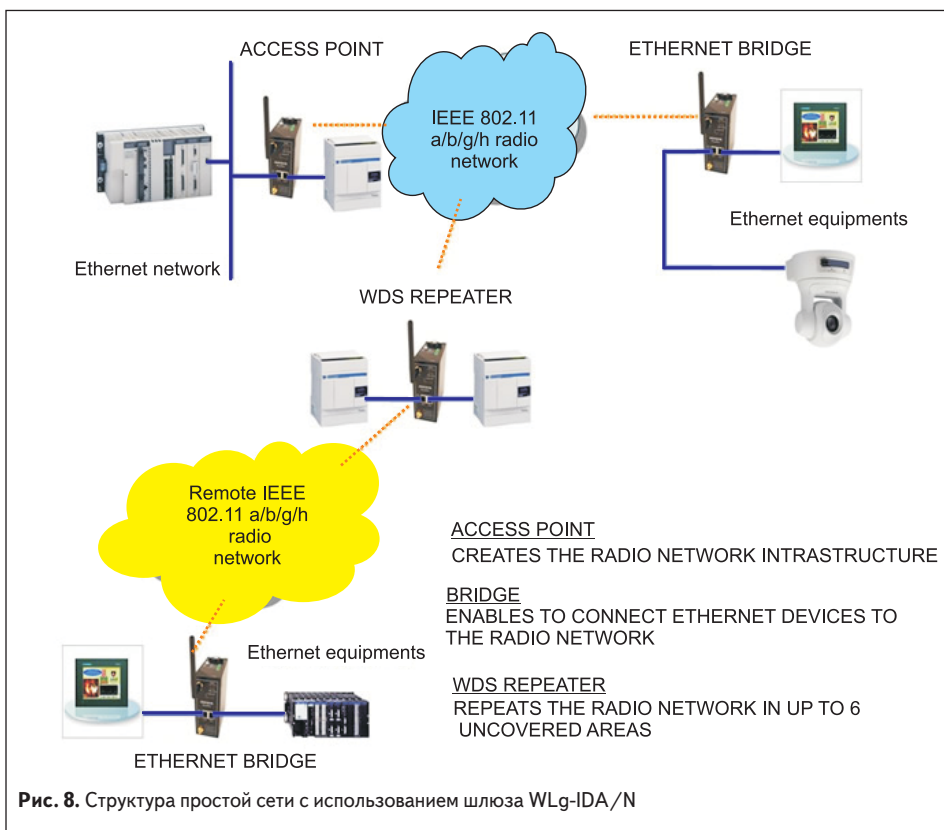 ACCESS POINT
ETHERNET BRIDGE
IEEE 802.11
a/b/g/h radio
network
Ethernet network
Ethernet equipments
WDS REPEATER
Remote IEEE
802.11 a/b/g/h
radio
network
Ethernet equipments
ETHERNET BRIDGE
ACCESS POINT
CREATES THE RADIO NETWORK INTRASTRUCTURE
BRIDGE
ENABLES TO CONNECT ETHERNET DEVICES TO
THE RADIO NETWORK
WDS REPEATER
REPEATS THE RADIO NETWORK IN UP TO 6
UNCOVERED AREAS
Рис. 8. Структура простой сети с использованием шлюза WLg-IDA/N